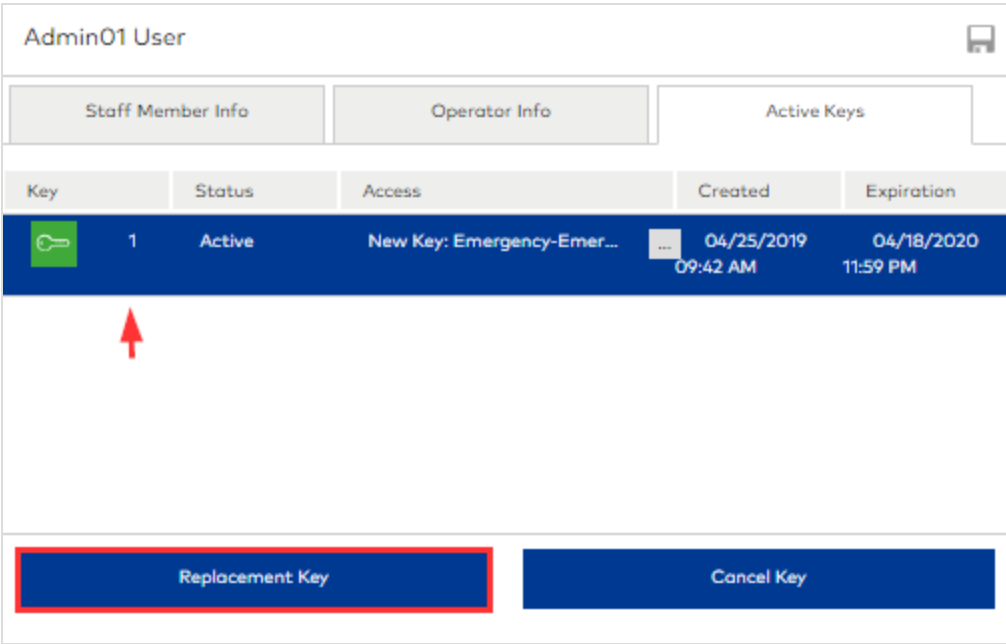 Admin01 User
Staff Member Info Operator Info Active Keys
Key Status Access Created Expiration
1 Active New Key: Emergency-Emer... ... 04/25/2019 04/18/2020
09:42 AM 11:59 PM
Replacement Key Cancel Key